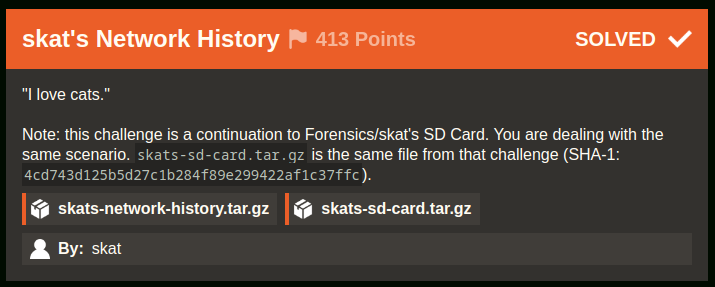 skat's Network History 413 Points SOLVED
"I love cats."
Note: this challenge is a continuation to Forensics/skat's SD Card. You are dealing with the
same scenario. skats-sd-card.tar.gz is the same file from that challenge (SHA-1:
4cd743d125b5d27c1b284f89e299422af1c37ffc).
skats-network-history.tar.gz skats-sd-card.tar.gz
By: skat